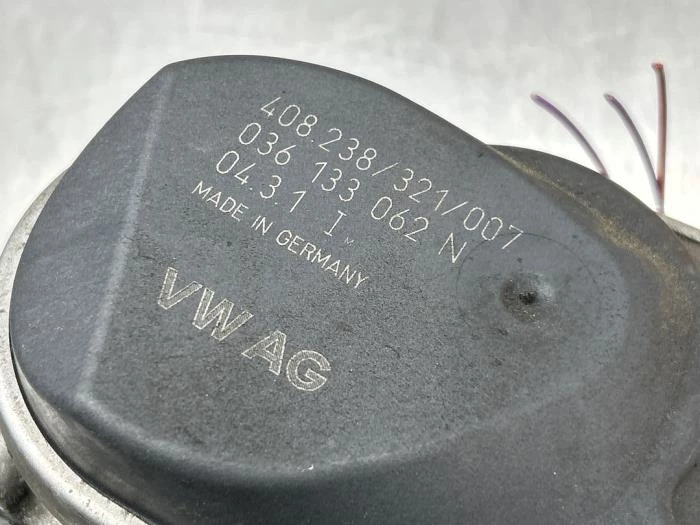 408.238/321/007
036 133 062 N
04.3.1 I
MADE IN GERMANY
VW AG